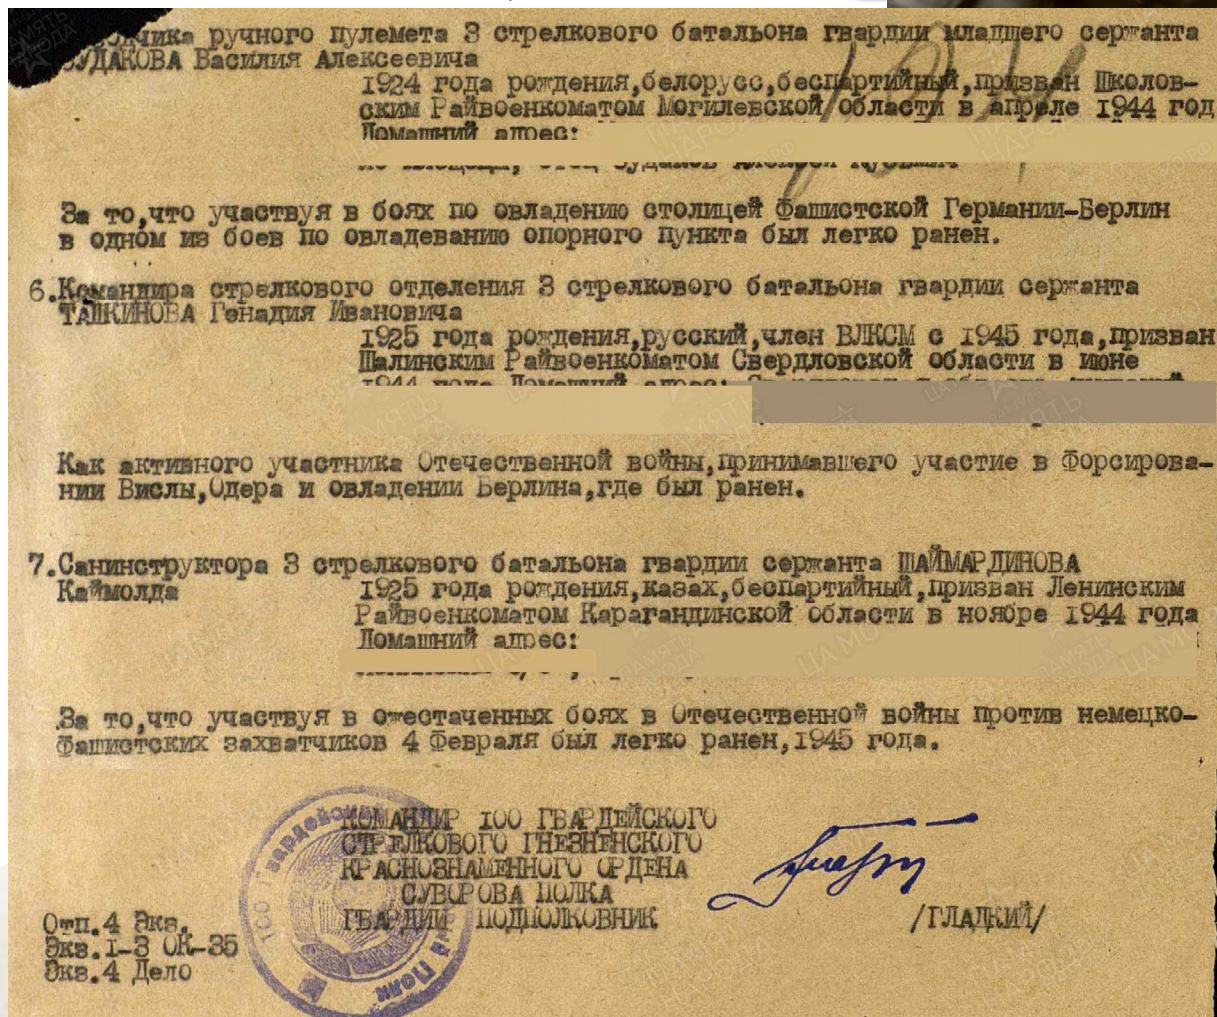 ручного пулемета 3 стрелкового батальона гвардии младшего сержанта
Василия Алексеевича
1924 года рождения,белорусс,беспартийный,призван Школов-
ским Райвоенкоматом Могилевской области в апреле 1944 год
Домашний адрес:
За то,что участвуя в боях по овладению столицей Фашистской Германии-Берлин
в одном из боев по овладеванию опорного пункта был легко ранен.
6.Командира стрелкового отделения 3 стрелкового батальона гвардии сержанта
ТАШКИНОВА Генадия Ивановича
1925 года рождения,русский,член ВЛКСМ с 1945 года,призван
Шалинским Райвоенкоматом Свердловской области в июне
1944 года Домашний адрес:
Как активного участника Отечественной войны,принимавшего участие в Форсирова-
нии Вислы,Одера и овладении Берлина,где был ранен.
7.Санинструктора 3 стрелкового батальона гвардии сержанта ШАЙМАРДИНОВА
Каймолда
1925 года рождения,казах,беспартийный,призван Ленинским
Райвоенкоматом Карагандинской области в ноябре 1944 года
Домашний адрес:
За то,что участвуя в ожестаченных боях в Отечественной войны против немецко-
фашистских захватчиков 4 Февраля был легко ранен,1945 года.
КОМАНДИР 100 ГВАРДЕЙСКОГО
СТРЕЛКОВОГО ГНЕЗНЕНСКОГО
КРАСНОЗНАМЕННОГО ОРДЕНА
СУВОРОВА ПОЛКА
ГВАРДИИ ПОДПОЛКОВНИК /ГЛАДКИЙ/
Отп.4 Экз.
Экз.1-3 ОК-35
Экз.4 Дело